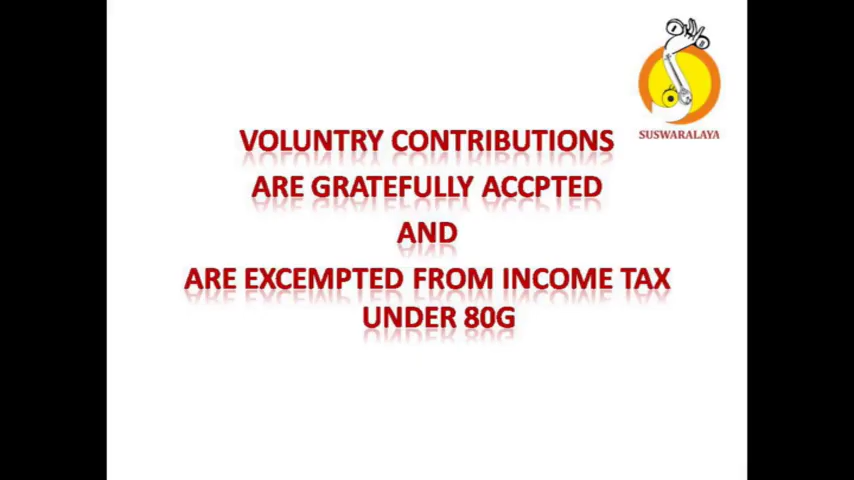 SUSWARALAYA
VOLUNTRY CONTRIBUTIONS
ARE GRATEFULLY ACCPTED
AND
ARE EXCEMPTED FROM INCOME TAX
UNDER 80G